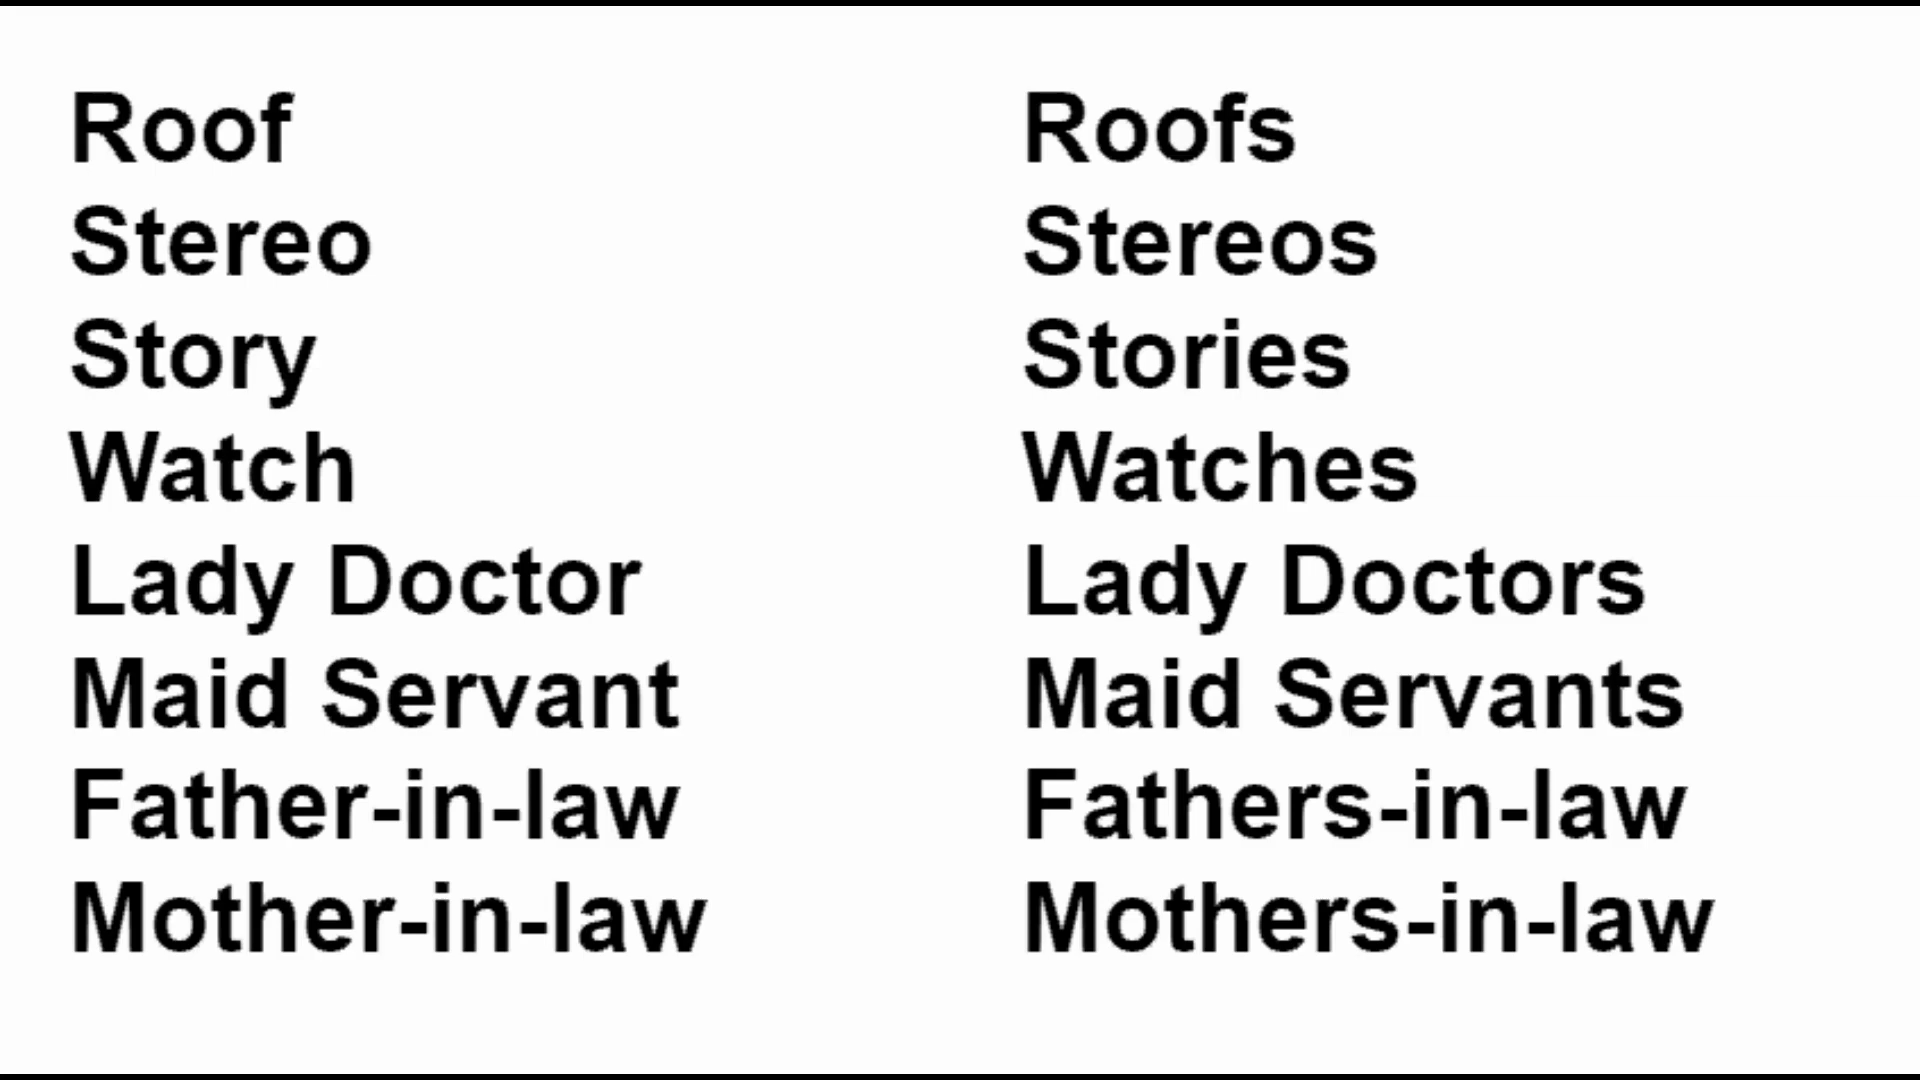 Roof Roofs
Stereo Stereos
Story Stories
Watch Watches
Lady Doctor Lady Doctors
Maid Servant Maid Servants
Father-in-law Fathers-in-law
Mother-in-law Mothers-in-law